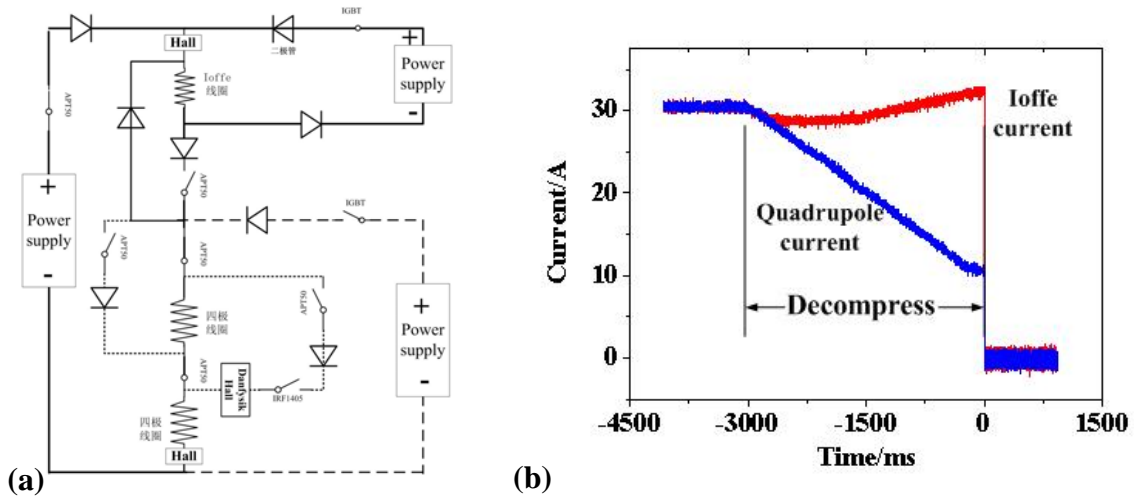 IGBT
+
Hall
二极管
Power
supply
-
Ioffe
线圈
APT50
APT50
+
Power
supply
-
IGBT
APT50
APT50
APT50
+
Power
supply
-
四极
线圈
APT50
Danfysik
Hall
IRF1405
四极
线圈
Hall
(a)
30
20
10
0
Current/A
Ioffe
current
Quadrupole
current
Decompress
-4500
-3000
-1500
0
1500
Time/ms
(b)